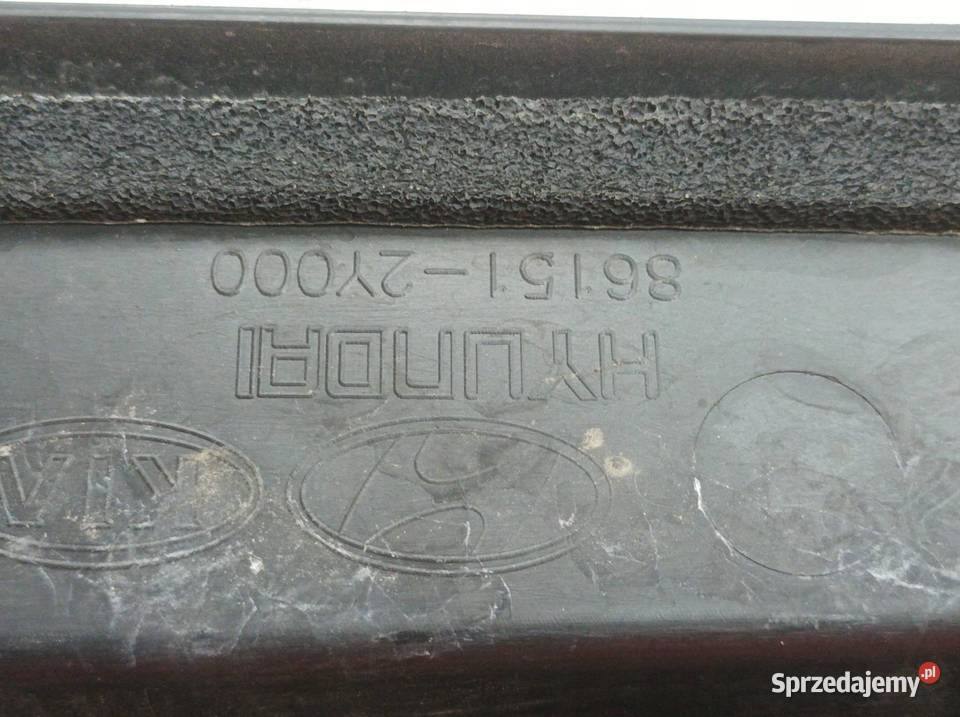 86151-2Y000
HYUNDAI
KIA
Sprzedajemy.pl